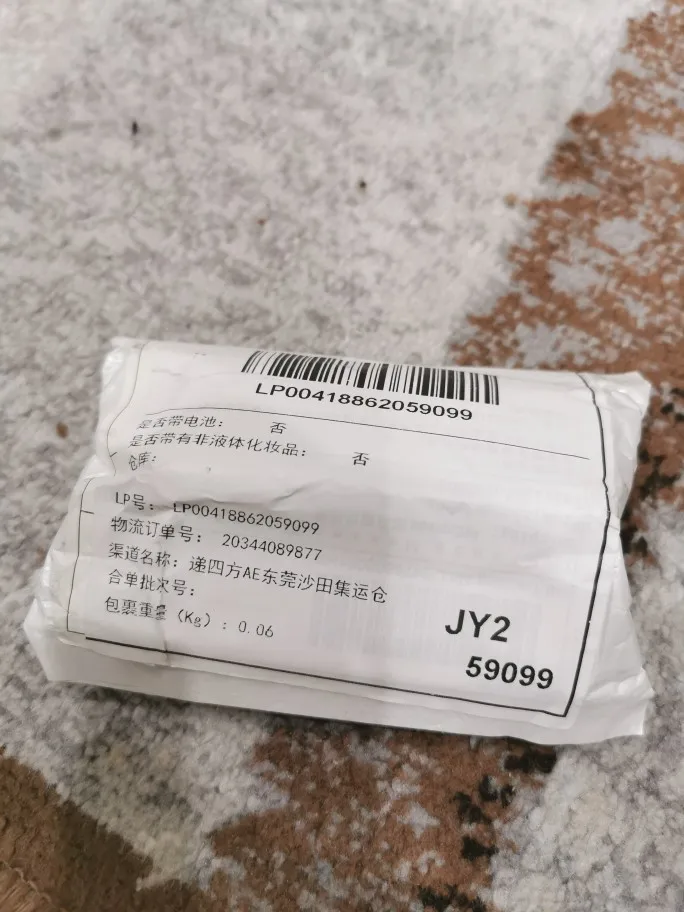 LP00418862059099
是否带电池： 否
是否带有非液体化妆品： 否
仓库：
LP号： LP00418862059099
物流订单号： 20344089877
渠道名称：递四方AE东莞沙田集运仓
合单批次号：
包裹重量（Kg）：0.06
JY2
59099